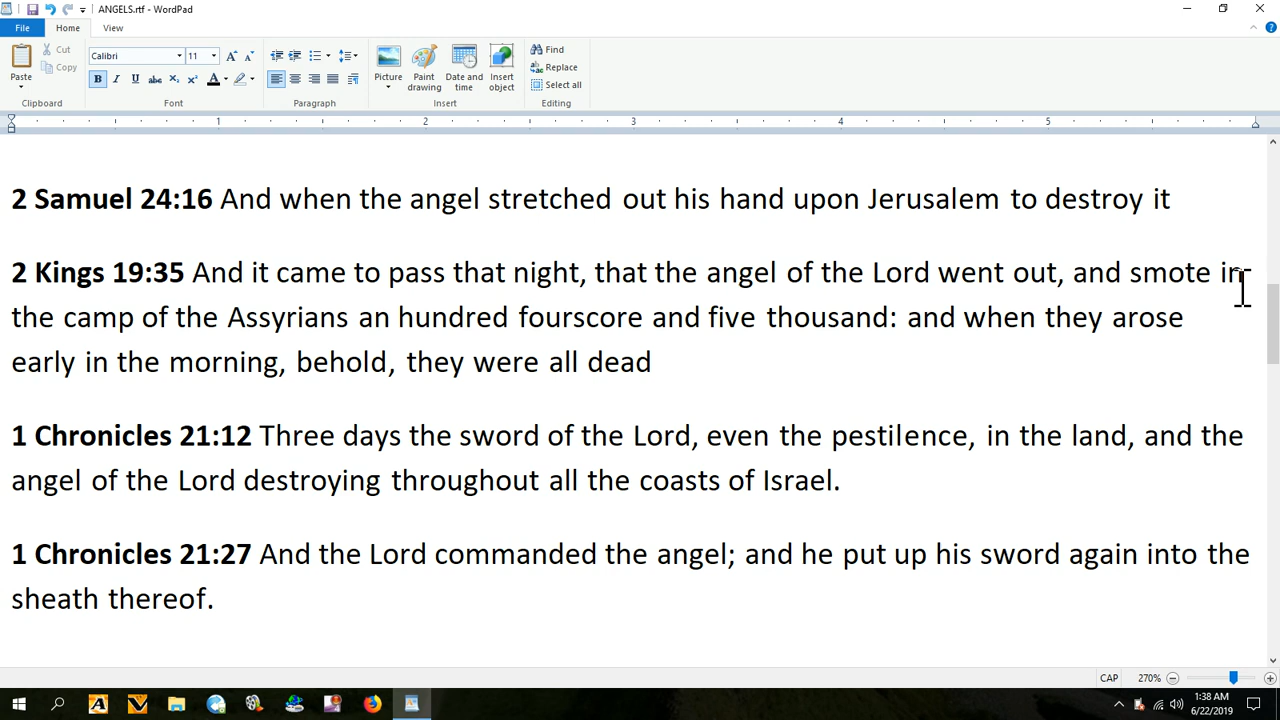 ANGELS.rtf - WordPad
File Home View
Paste Cut Copy Clipboard
Calibri 11 Font
Paragraph
Picture Paint drawing Date and time Insert object Insert
Find Replace Select all Editing
1 2 3 4 5
2 Samuel 24:16 And when the angel stretched out his hand upon Jerusalem to destroy it
2 Kings 19:35 And it came to pass that night, that the angel of the Lord went out, and smote in
the camp of the Assyrians an hundred fourscore and five thousand: and when they arose
early in the morning, behold, they were all dead
1 Chronicles 21:12 Three days the sword of the Lord, even the pestilence, in the land, and the
angel of the Lord destroying throughout all the coasts of Israel.
1 Chronicles 21:27 And the Lord commanded the angel; and he put up his sword again into the
sheath thereof.
CAP 270%
1:38 AM
6/22/2019